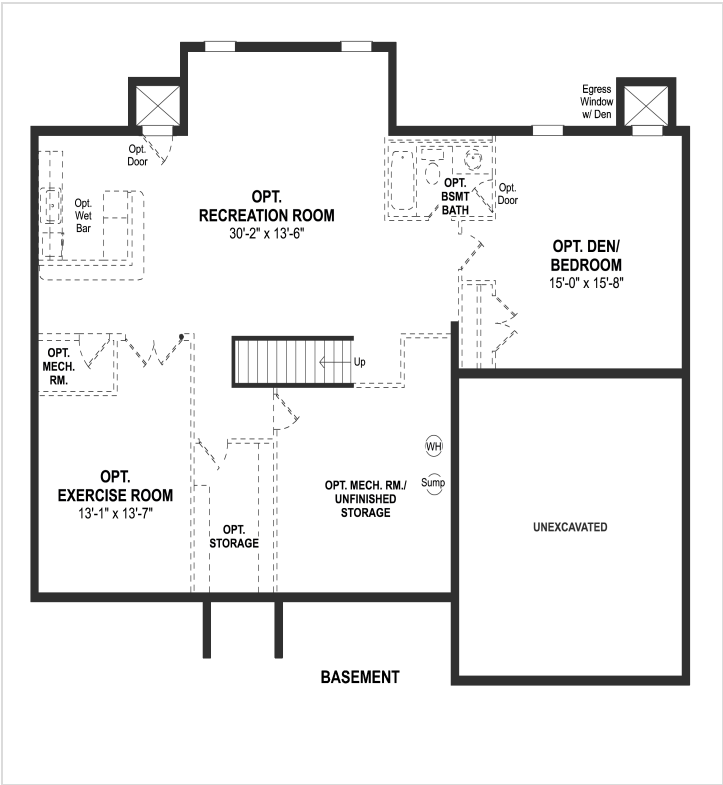 Egress
Window
w/ Den
Opt.
Door
OPT.
RECREATION ROOM
30'-2" x 13'-6"
OPT.
BSMT
BATH
Opt.
Door
Opt.
Wet
Bar
OPT. DEN/
BEDROOM
15'-0" x 15'-8"
OPT.
MECH.
RM.
Up
WH
Sump
OPT.
EXERCISE ROOM
13'-1" x 13'-7"
OPT. MECH. RM./
UNFINISHED
STORAGE
OPT.
STORAGE
UNEXCAVATED
BASEMENT